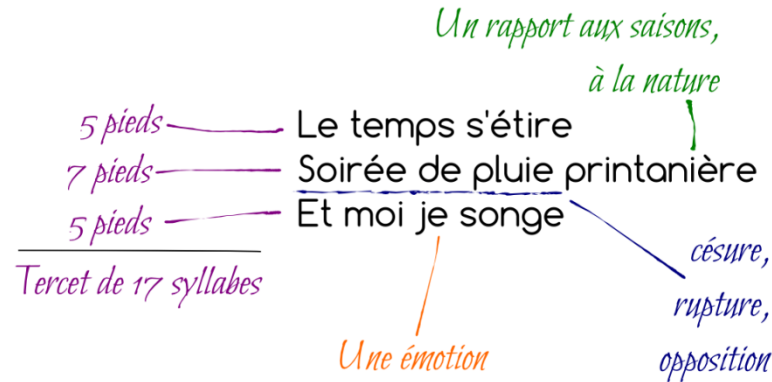 Un rapport aux saisons,
à la nature
5 pieds
Le temps s'étire
7 pieds
Soirée de pluie printanière
5 pieds
Et moi je songe
Tercet de 17 syllabes
césure,
rupture,
opposition
Une émotion